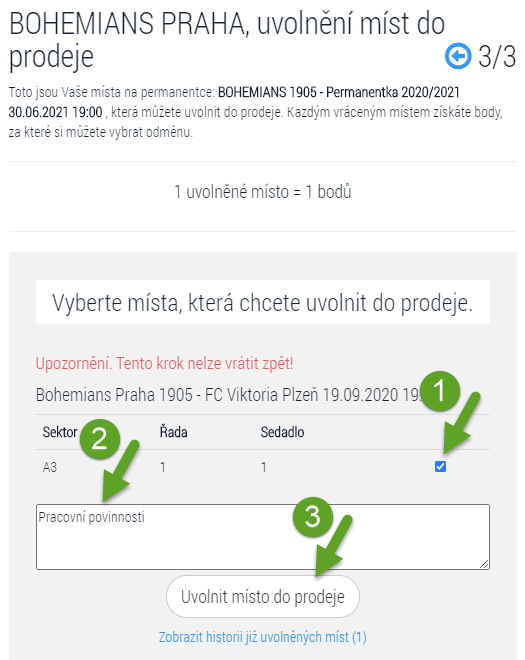 BOHEMIANS PRAHA, uvolnění míst do
prodeje
3/3
Toto jsou Vaše místa na permanentce: BOHEMIANS 1905 - Permanentka 2020/2021
30.06.2021 19:00 , která můžete uvolnit do prodeje. Kazdým vráceným místem získáte body,
za které si můžete vybrat odměnu.
1 uvolněné místo = 1 bodů
Vyberte místa, která chcete uvolnit do prodeje.
Upozornění. Tento krok nelze vrátit zpět!
Bohemians Praha 1905 - FC Viktoria Plzeň 19.09.2020
1
Sektor Řada Sedadlo
2
A3 1 1
Pracovní povinnosti
3
Uvolnit místo do prodeje
Zobrazit historii již uvolněných míst (1)